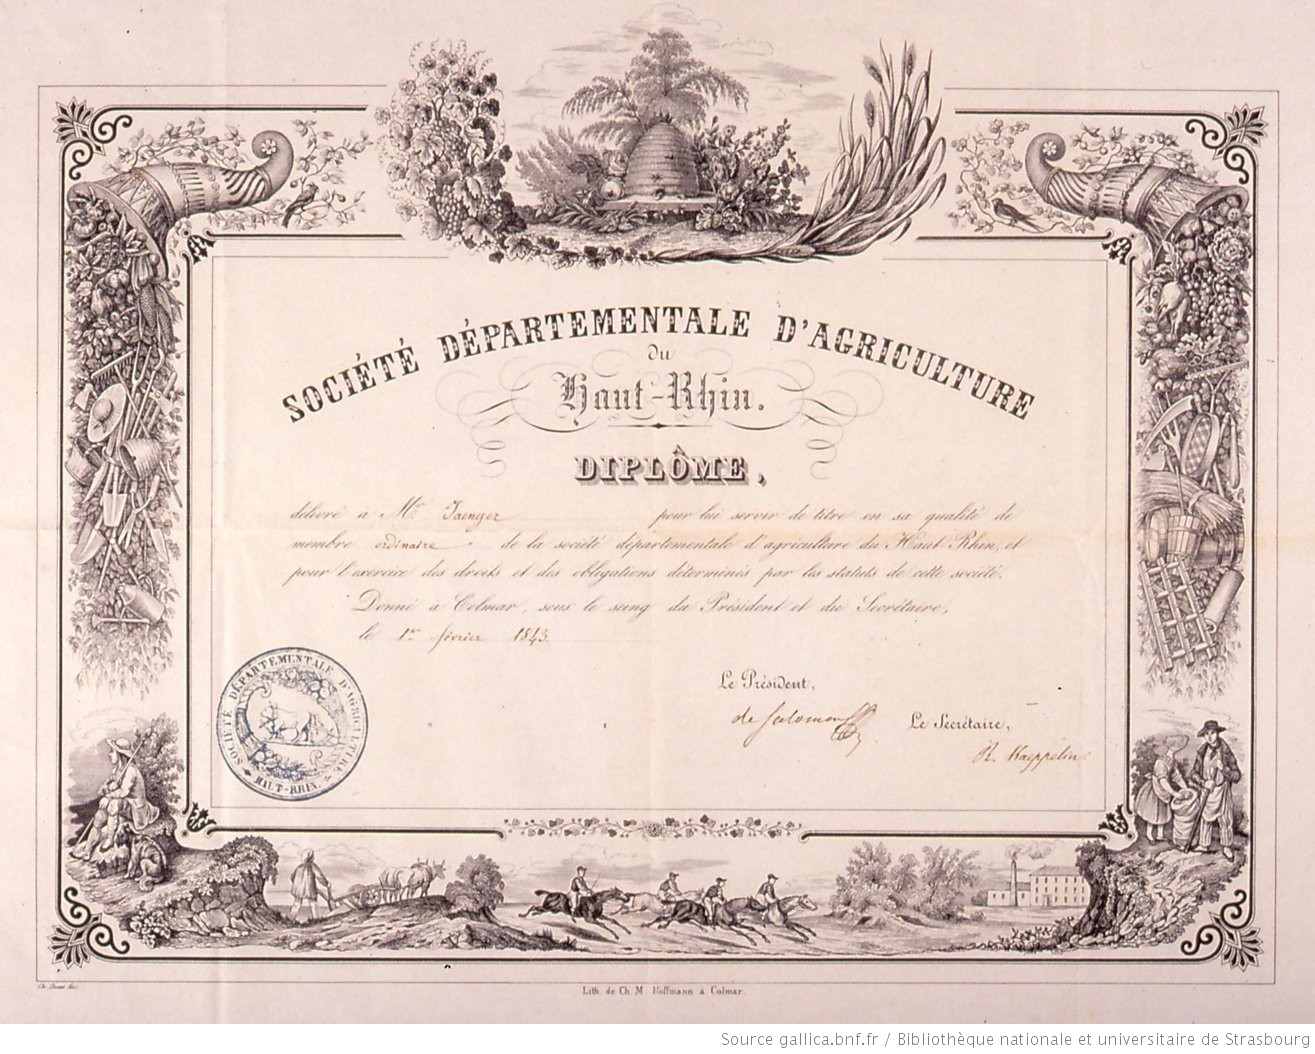 SOCIÉTÉ DÉPARTEMENTALE D'AGRICULTURE
du
Haut-Rhin.
DIPLÔME,
délivré à Mr Jaenger pour lui servir de titre en sa qualité de
membre ordinaire de la société départementale d'agriculture du Haut Rhin, et
pour l'exercice des droits et des obligations déterminés par les statuts de cette société.
Donné à Colmar, sous le seing du Président et du Secrétaire,
le 1er février 1843
SOCIÉTÉ DÉPARTEMENTALE D'AGRICULTURE
HAUT-RHIN
Le Président,
de Salomon
Le Secrétaire,
R. Kaeppelin
Lith. de Ch. M. Hoffmann à Colmar.
Source gallica.bnf.fr / Bibliothèque nationale et universitaire de Strasbourg